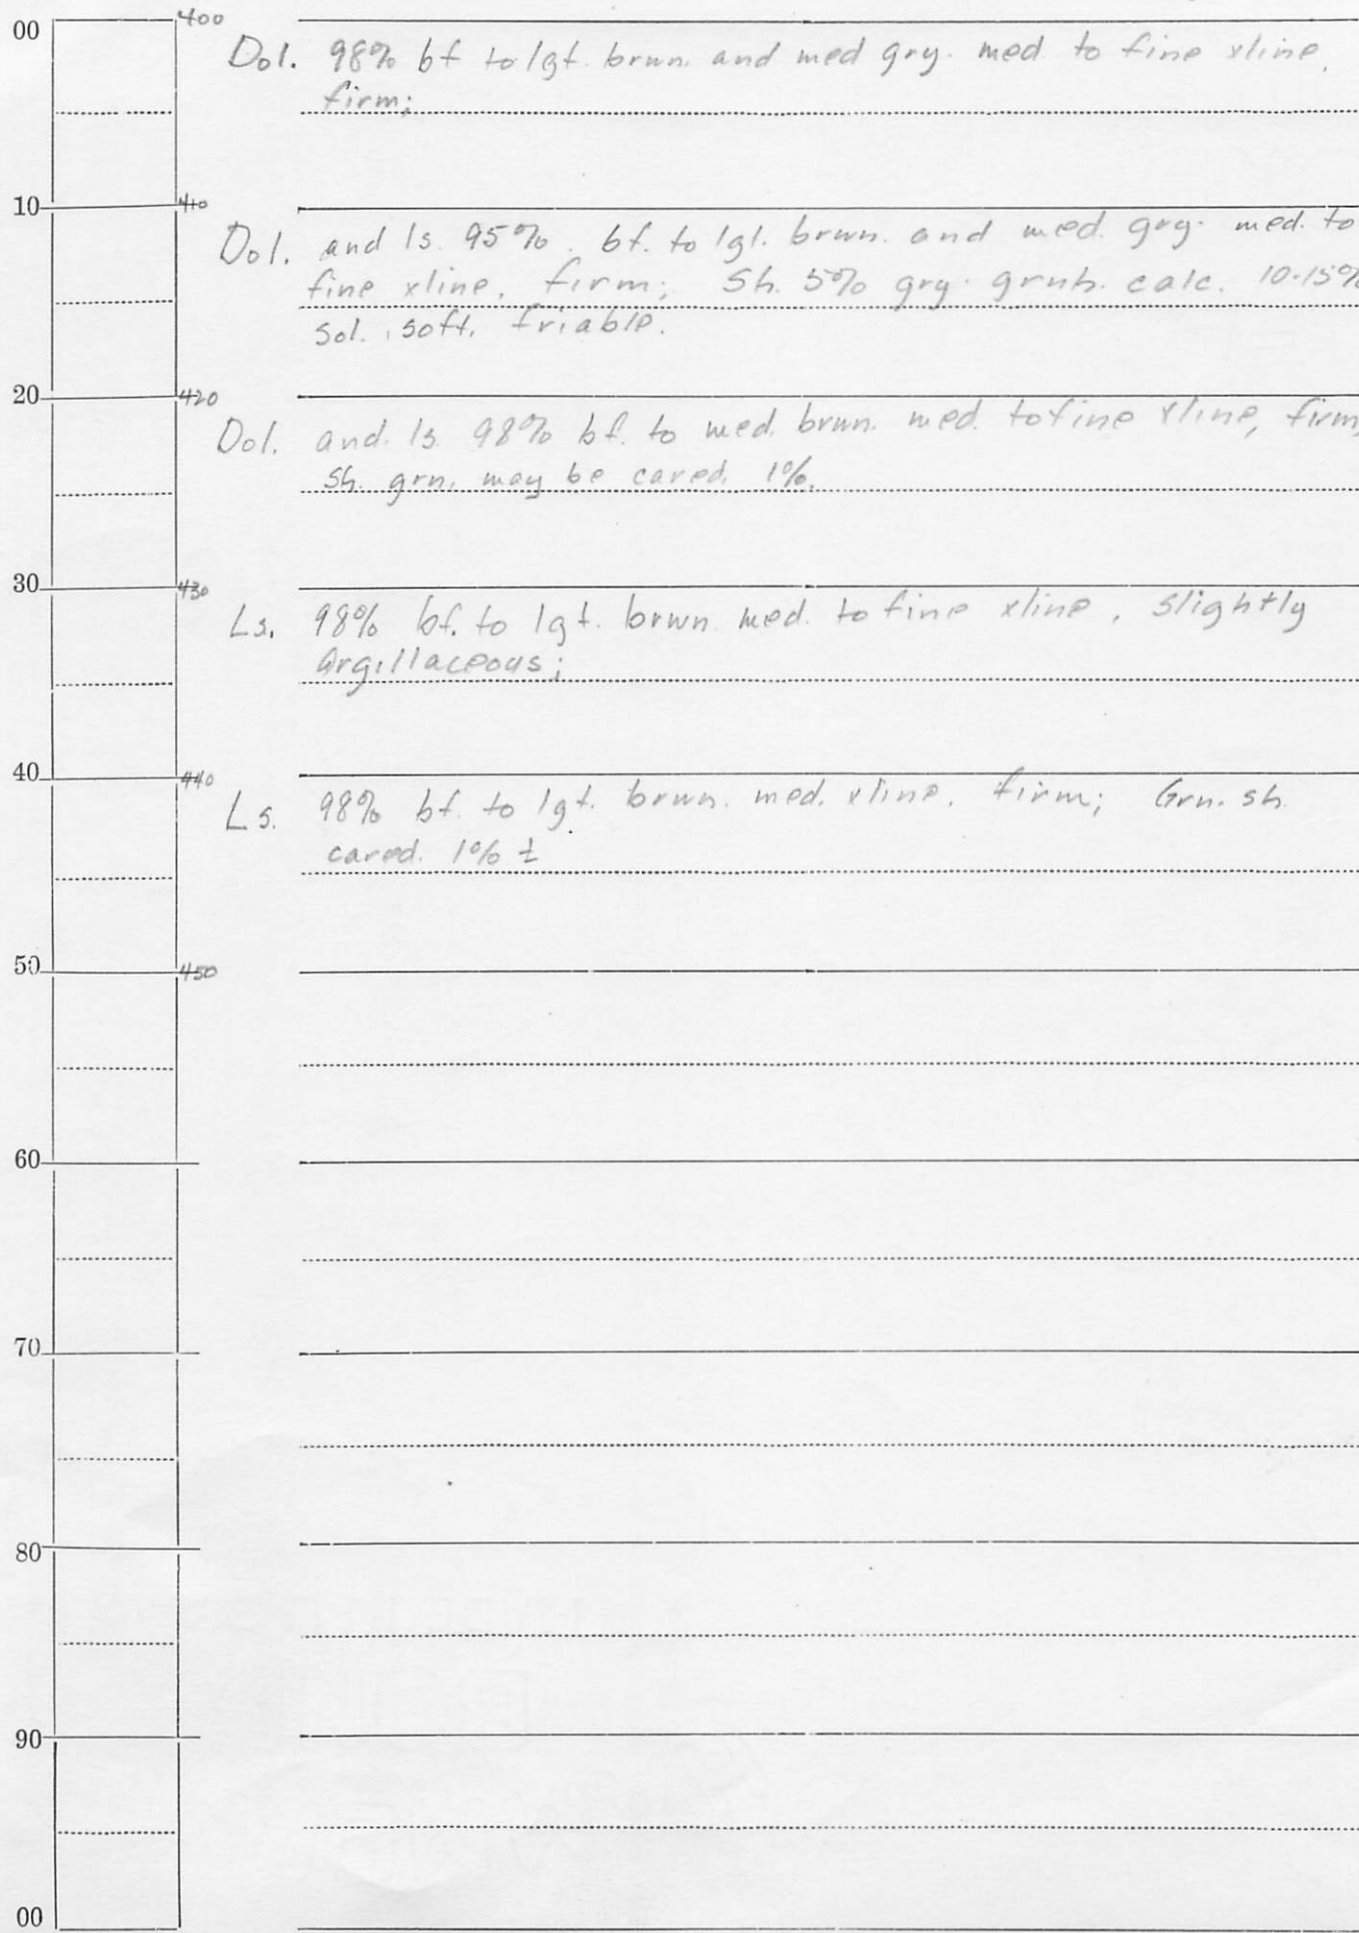 00 400
Dol. 98% bf to lgt. brwn. and med gry. med to fine xline.
firm;
10 410
Dol. and ls. 95%. bf. to lgt. brwn. and med. gry. med. to
fine xline. firm; Sh. 5% gry. grnh. calc. 10-15%
sol. soft. friable.
20 420
Dol. and. ls. 98% bf. to med. brwn. med. to fine xline, firm,
sh. grn. may be caved. 1%.
30 430
Ls. 98% bf. to lgt. brwn med. to fine xline, slightly
argillaceous;
40 440
Ls. 98% bf. to lgt. brwn. med. xline. firm; Grn. sh
caved. 1% ±
50 450
60
70
80
90
00